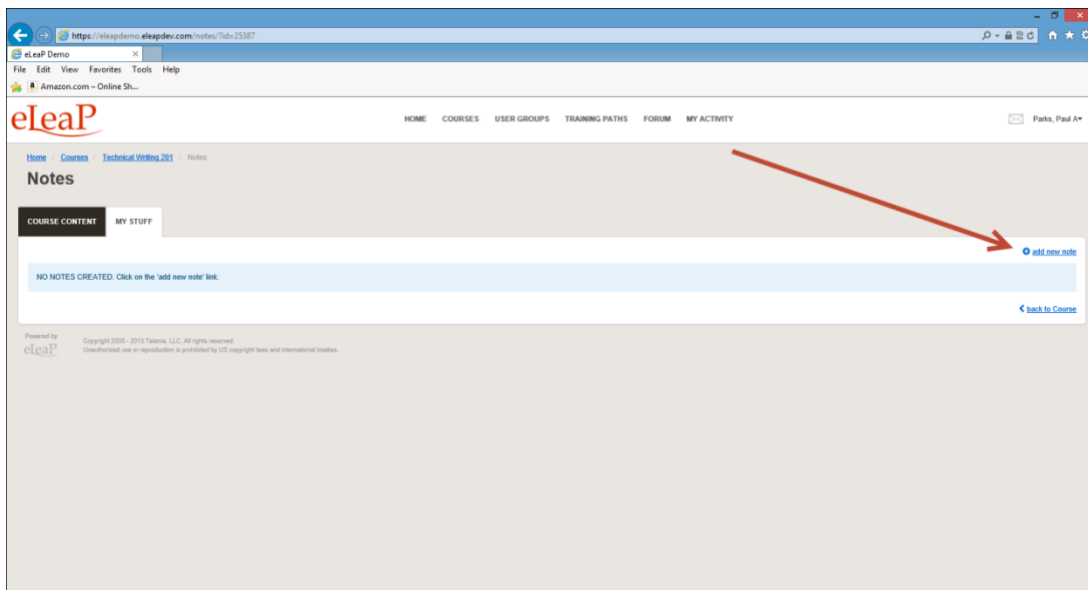 https://eleapdemo.eleapdev.com/notes/?id=25387
eLeaP Demo
File Edit View Favorites Tools Help
Amazon.com – Online Sh...
eLeaP
HOME COURSES USER GROUPS TRAINING PATHS FORUM MY ACTIVITY
Parks, Paul A
Home / Courses / Technical Writing 201 / Notes
Notes
COURSE CONTENT MY STUFF
add new note
NO NOTES CREATED. Click on the 'add new note' link.
back to Course
Powered by
eLeaP
Copyright 2005 - 2013 Telania, LLC. All rights reserved.
Unauthorized use or reproduction is prohibited by US copyright laws and international treaties.